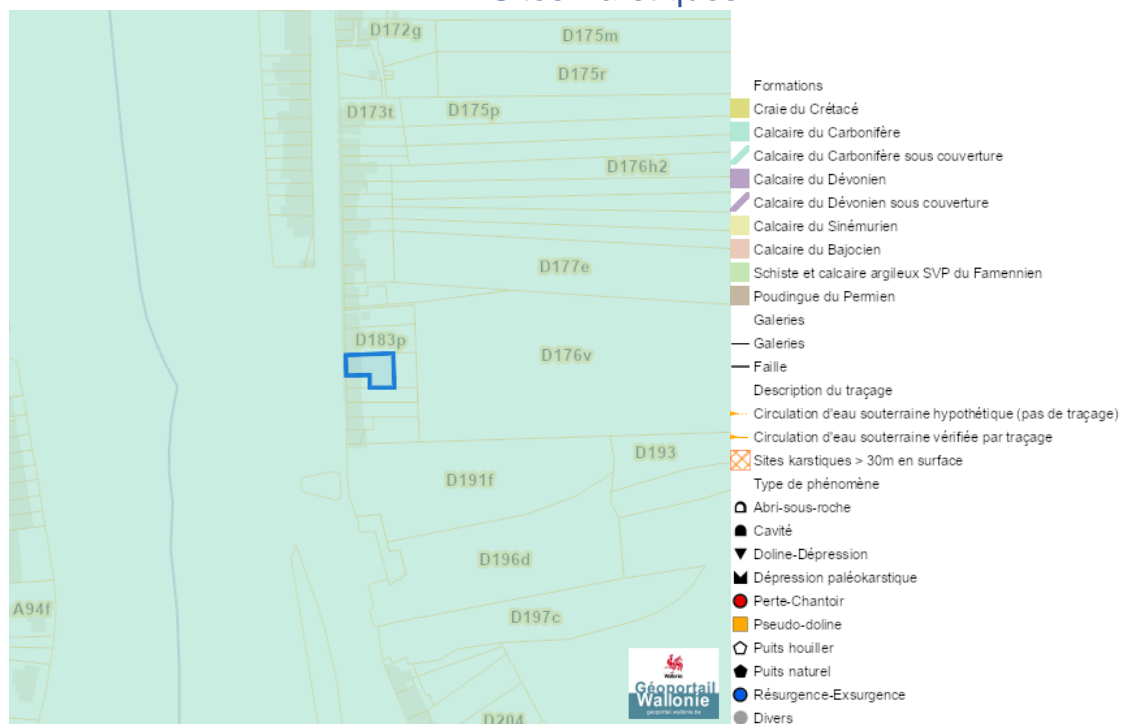 D172g
D175m
D175r
D173t
D175p
D176h2
D177e
D183p
D176v
D193
D191f
D196d
D197c
A94f
D204
Wallonie
Géoportail
Wallonie
geoportail.wallonie.be
Formations
Craie du Crétacé
Calcaire du Carbonifère
Calcaire du Carbonifère sous couverture
Calcaire du Dévonien
Calcaire du Dévonien sous couverture
Calcaire du Sinémurien
Calcaire du Bajocien
Schiste et calcaire argileux SVP du Famennien
Poudingue du Permien
Galeries
Galeries
Faille
Description du traçage
Circulation d'eau souterraine hypothétique (pas de traçage)
Circulation d'eau souterraine vérifiée par traçage
Sites karstiques > 30m en surface
Type de phénomène
Abri-sous-roche
Cavité
Doline-Dépression
Dépression paléokarstique
Perte-Chantoir
Pseudo-doline
Puits houiller
Puits naturel
Résurgence-Exsurgence
Divers